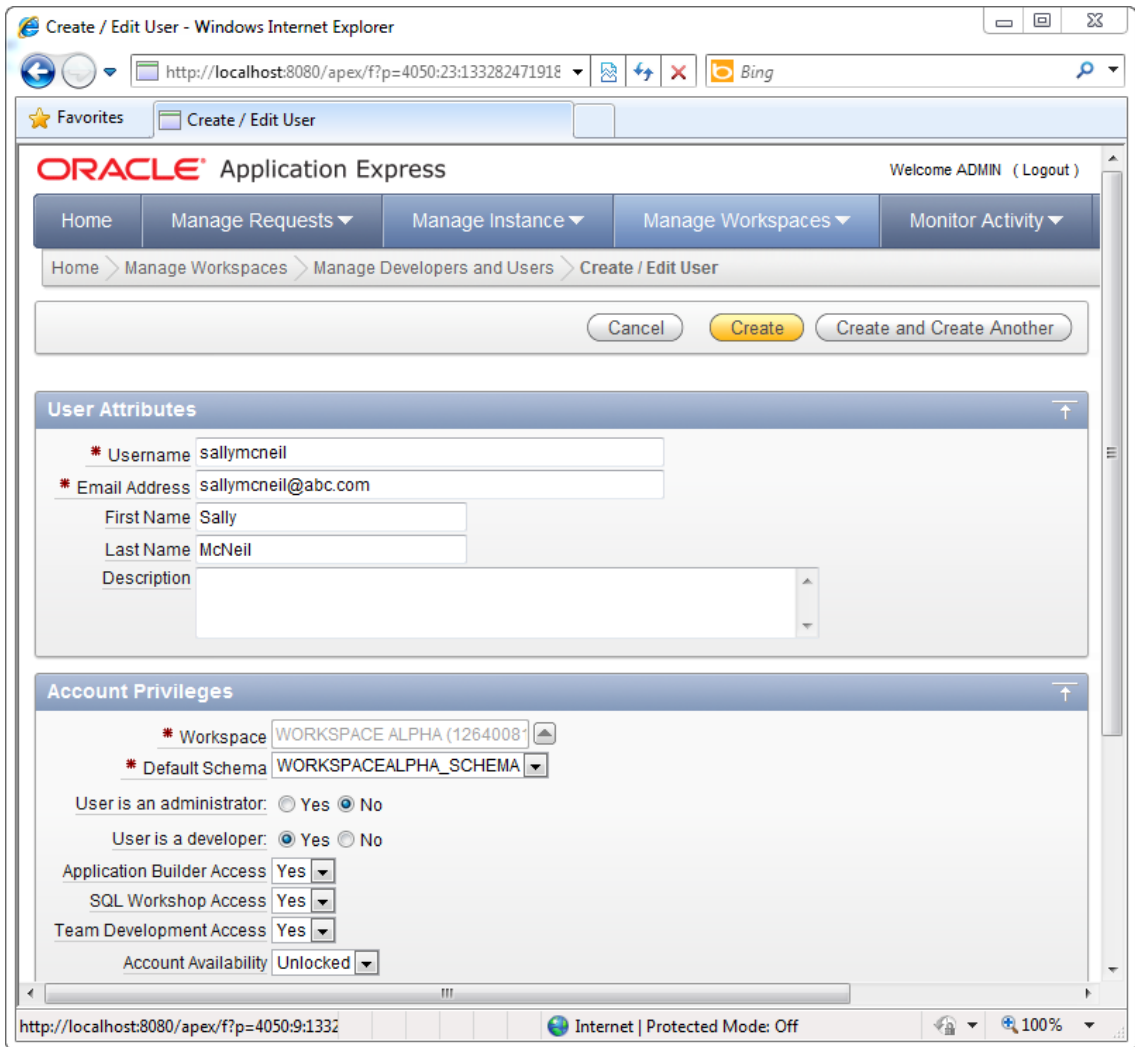 Create / Edit User - Windows Internet Explorer
http://localhost:8080/apex/f?p=4050:23:133282471918
Bing
Favorites
Create / Edit User
ORACLE Application Express
Welcome ADMIN ( Logout )
Home Manage Requests Manage Instance Manage Workspaces Monitor Activity
Home Manage Workspaces Manage Developers and Users Create / Edit User
Cancel Create Create and Create Another
User Attributes
* Username sallymcneil
* Email Address sallymcneil@abc.com
First Name Sally
Last Name McNeil
Description
Account Privileges
* Workspace WORKSPACE ALPHA (12640081
* Default Schema WORKSPACEALPHA_SCHEMA
User is an administrator: Yes No
User is a developer: Yes No
Application Builder Access Yes
SQL Workshop Access Yes
Team Development Access Yes
Account Availability Unlocked
http://localhost:8080/apex/f?p=4050:9:1332
Internet | Protected Mode: Off
100%